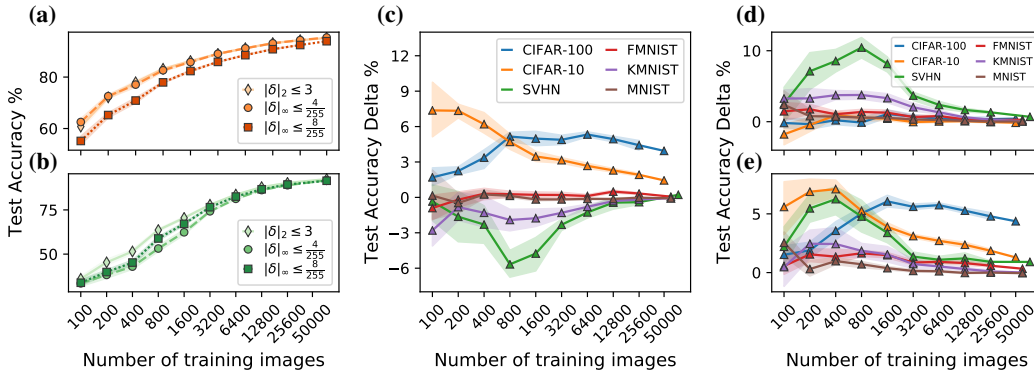 (a)
Test Accuracy %
80
60
|δ|₂ ≤ 3
|δ|∞ ≤ 4/255
|δ|∞ ≤ 8/255
(b)
75
50
|δ|₂ ≤ 3
|δ|∞ ≤ 4/255
|δ|∞ ≤ 8/255
100 200 400 800 1600 3200 6400 12800 25600 50000
Number of training images
(c)
Test Accuracy Delta %
12
9
6
3
0
−3
−6
CIFAR-100 FMNIST
CIFAR-10 KMNIST
SVHN MNIST
100 200 400 800 1600 3200 6400 12800 25600 50000
Number of training images
(d)
Test Accuracy Delta %
10
0
CIFAR-100 FMNIST
CIFAR-10 KMNIST
SVHN MNIST
(e)
5
0
100 200 400 800 1600 3200 6400 12800 25600 50000
Number of training images